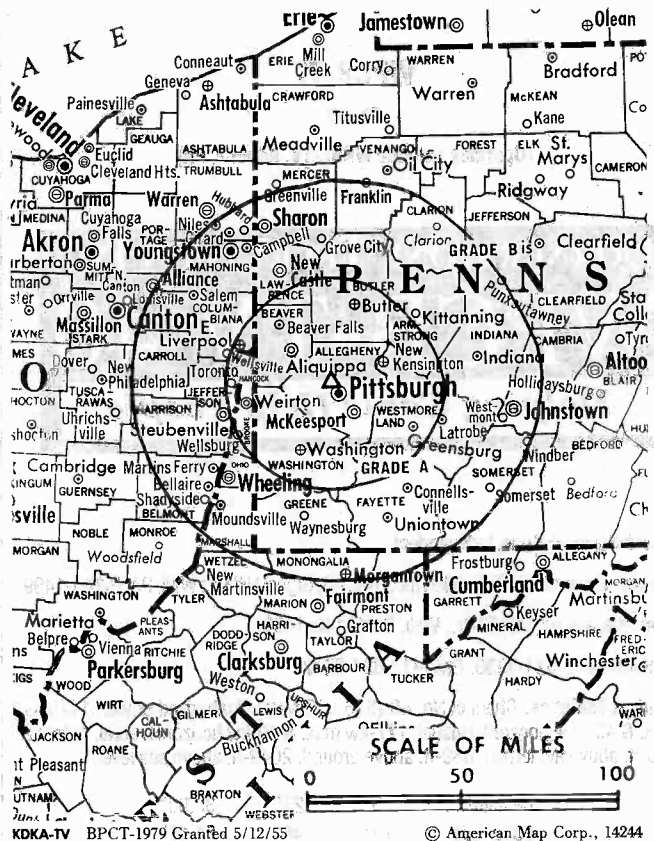 Erie
Jamestown
Olean
LAKE
Conneaut
ERIE
Mill
Creek
Corry
WARREN
Bradford
Geneva
Ashtabula
CRAWFORD
Warren
McKEAN
Painesville
LAKE
Titusville
Kane
Cleveland
GEAUGA
ASHTABULA
Meadville
VENANGO
FOREST
ELK
St.
Marys
Euclid
Cleveland Hts.
TRUMBULL
Oil City
CAMERON
CUYAHOGA
MERCER
Ridgway
Parma
Warren
Hubbard
Greenville
Franklin
MEDINA
Cuyahoga
Falls
Niles
Girard
Sharon
CLARION
JEFFERSON
Akron
PORTAGE
Youngstown
Campbell
Grove City
Clarion
GRADE B
Clearfield
SUMMIT
MAHONING
New
Castle
PENNS
Canton
Alliance
LAWRENCE
BUTLER
Punxsutawney
CLEARFIELD
Orrville
Louisville
Salem
COLUMBIANA
Butler
Massillon
Canton
BEAVER
Kittanning
WAYNE
STARK
E.
Liverpool
Beaver Falls
ARMSTRONG
INDIANA
CAMBRIA
CARROLL
Wellsville
ALLEGHENY
New
Kensington
Indiana
Dover
New
Philadelphia
Toronto
HANCOCK
Aliquippa
O
Pittsburgh
Hollidaysburg
BLAIR
TUSCARAWAS
JEFFERSON
Weirton
HARRISON
McKeesport
WESTMORELAND
Westmont
Johnstown
Uhrichsville
Steubenville
BROOKE
Latrobe
Wellsburg
Washington
Greensburg
Windber
BEDFORD
Cambridge
Martins Ferry
OHIO
WASHINGTON
GRADE A
SOMERSET
GUERNSEY
Bellaire
Wheeling
Connellsville
Shadyside
GREENE
FAYETTE
Somerset
Bedford
BELMONT
Moundsville
Waynesburg
Uniontown
NOBLE
MONROE
MARSHALL
MORGAN
Woodsfield
WETZEL
MONONGALIA
Frostburg
ALLEGANY
WASHINGTON
New
Martinsville
Morgantown
Cumberland
Marietta
TYLER
MARION
Fairmont
GARRETT
Belpre
PLEASANTS
PRESTON
Keyser
Vienna
RITCHIE
DODDRIDGE
HARRISON
TAYLOR
Grafton
MINERAL
HAMPSHIRE
Parkersburg
Clarksburg
BARBOUR
GRANT
Winchester
WOOD
WIRT
Weston
TUCKER
HARDY
GILMER
LEWIS
UPSHUR
JACKSON
CALHOUN
Buckhannon
ROANE
SCALE OF MILES
0 50 100
BRAXTON
WEBSTER
KDKA-TV BPCT-1979 Granted 5/12/55
© American Map Corp., 14244